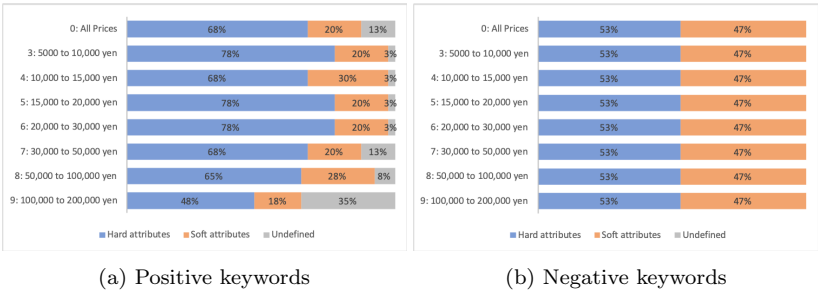 0: All Prices 68% 20% 13%
3: 5000 to 10,000 yen 78% 20% 3%
4: 10,000 to 15,000 yen 68% 30% 3%
5: 15,000 to 20,000 yen 78% 20% 3%
6: 20,000 to 30,000 yen 78% 20% 3%
7: 30,000 to 50,000 yen 68% 20% 13%
8: 50,000 to 100,000 yen 65% 28% 8%
9: 100,000 to 200,000 yen 48% 18% 35%
Hard attributes Soft attributes Undefined
(a) Positive keywords
0: All Prices 53% 47%
3: 5000 to 10,000 yen 53% 47%
4: 10,000 to 15,000 yen 53% 47%
5: 15,000 to 20,000 yen 53% 47%
6: 20,000 to 30,000 yen 53% 47%
7: 30,000 to 50,000 yen 53% 47%
8: 50,000 to 100,000 yen 53% 47%
9: 100,000 to 200,000 yen 53% 47%
Hard attributes Soft attributes Undefined
(b) Negative keywords